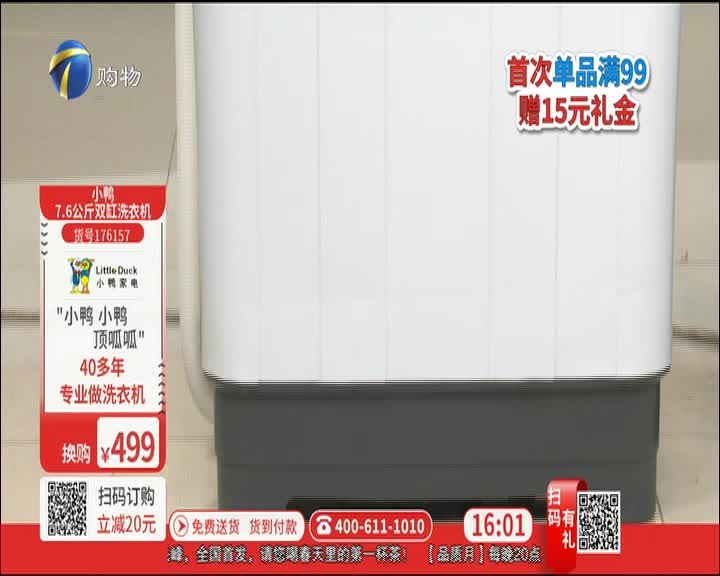 购物
首次单品满99
赠15元礼金
小鸭
7.6公斤双缸洗衣机
货号176157
Little Duck
小鸭家电
"小鸭 小鸭
顶呱呱"
40多年
专业做洗衣机
换购 ¥499
扫码订购
立减20元
免费送货 货到付款
400-611-1010
16:01
扫码
有礼
峰，全国首发，请您喝春天里的第一杯茶！ 【品质月】每晚20点